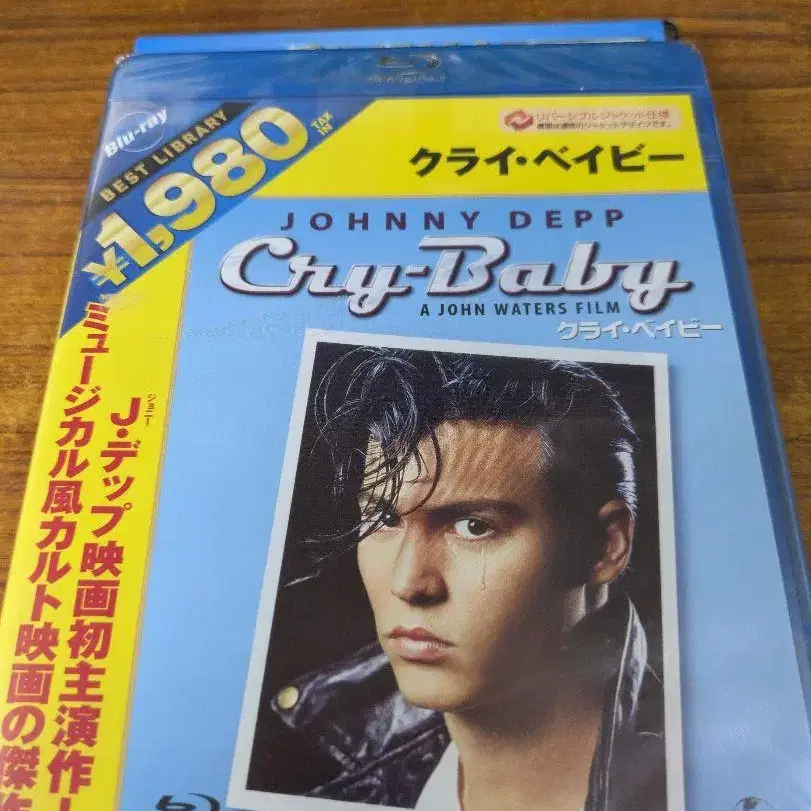 Blu-ray
BEST LIBRARY
¥1,980
TAX IN
リバーシブルジャケット仕様
クライ・ベイビー
JOHNNY DEPP
Cry-Baby
A JOHN WATERS FILM
クライ・ベイビー
ジョニー
J・デップ映画初主演作
ミュージカル風カルト映画の傑作